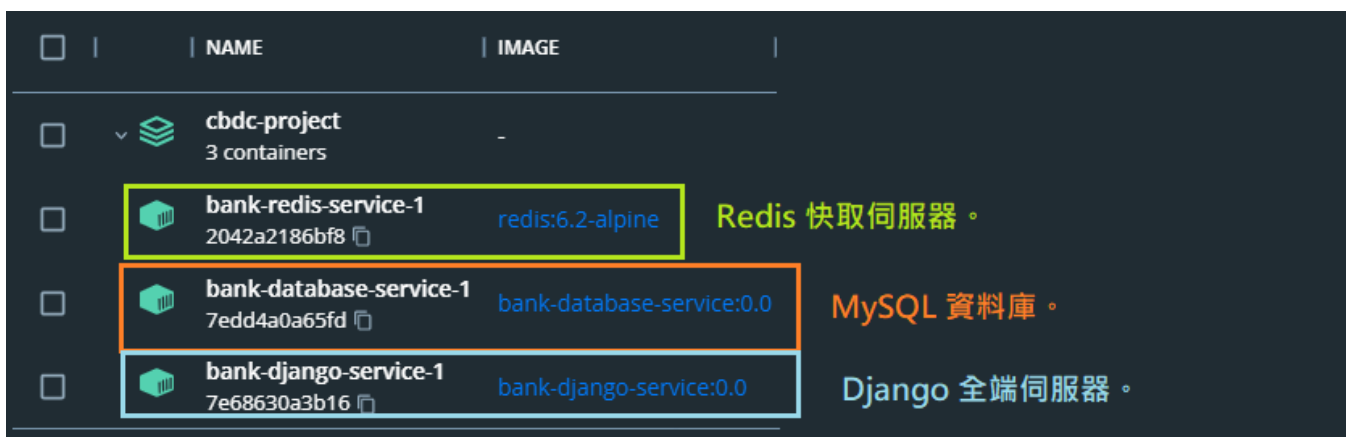 NAME IMAGE
cbdc-project -
3 containers
bank-redis-service-1 redis:6.2-alpine Redis 快取伺服器。
2042a2186bf8
bank-database-service-1 bank-database-service:0.0 MySQL 資料庫。
7edd4a0a65fd
bank-django-service-1 bank-django-service:0.0 Django 全端伺服器。
7e68630a3b16